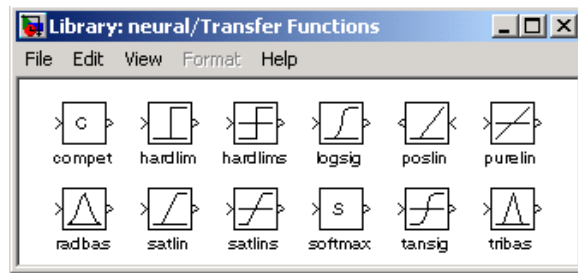 Library: neural/Transfer Functions
File Edit View Format Help
C
compet hardlim hardlims logsig poslin purelin
S
radbas satlin satlins softmax tansig tribas